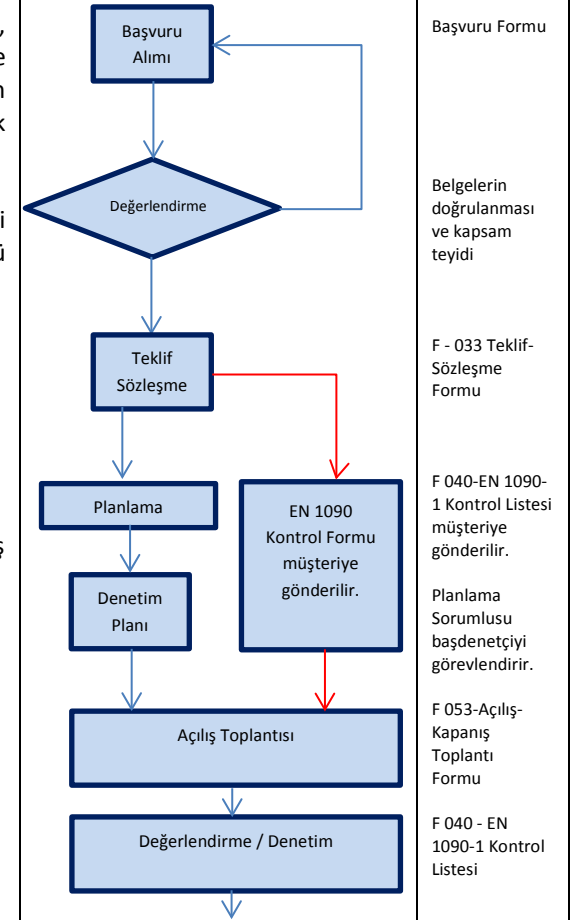 Başvuru
Alımı
Başvuru Formu
Değerlendirme
Belgelerin
doğrulanması
ve kapsam
teyidi
Teklif
Sözleşme
F - 033 Teklif-
Sözleşme
Formu
Planlama
EN 1090
Kontrol Formu
müşteriye
gönderilir.
F 040-EN 1090-
1 Kontrol Listesi
müşteriye
gönderilir.
Denetim
Planı
Planlama
Sorumlusu
başdenetçiyi
görevlendirir.
Açılış Toplantısı
F 053-Açılış-
Kapanış
Toplantı
Formu
Değerlendirme / Denetim
F 040 - EN
1090-1 Kontrol
Listesi